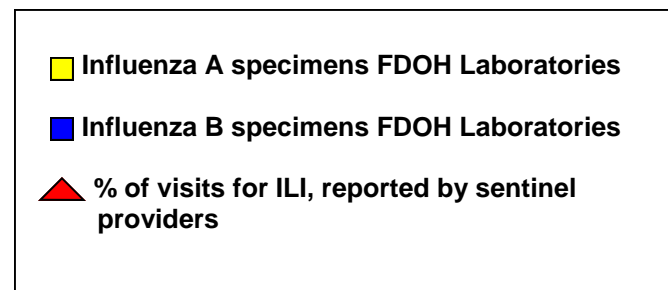 Influenza A specimens FDOH Laboratories
Influenza B specimens FDOH Laboratories
% of visits for ILI, reported by sentinel
providers